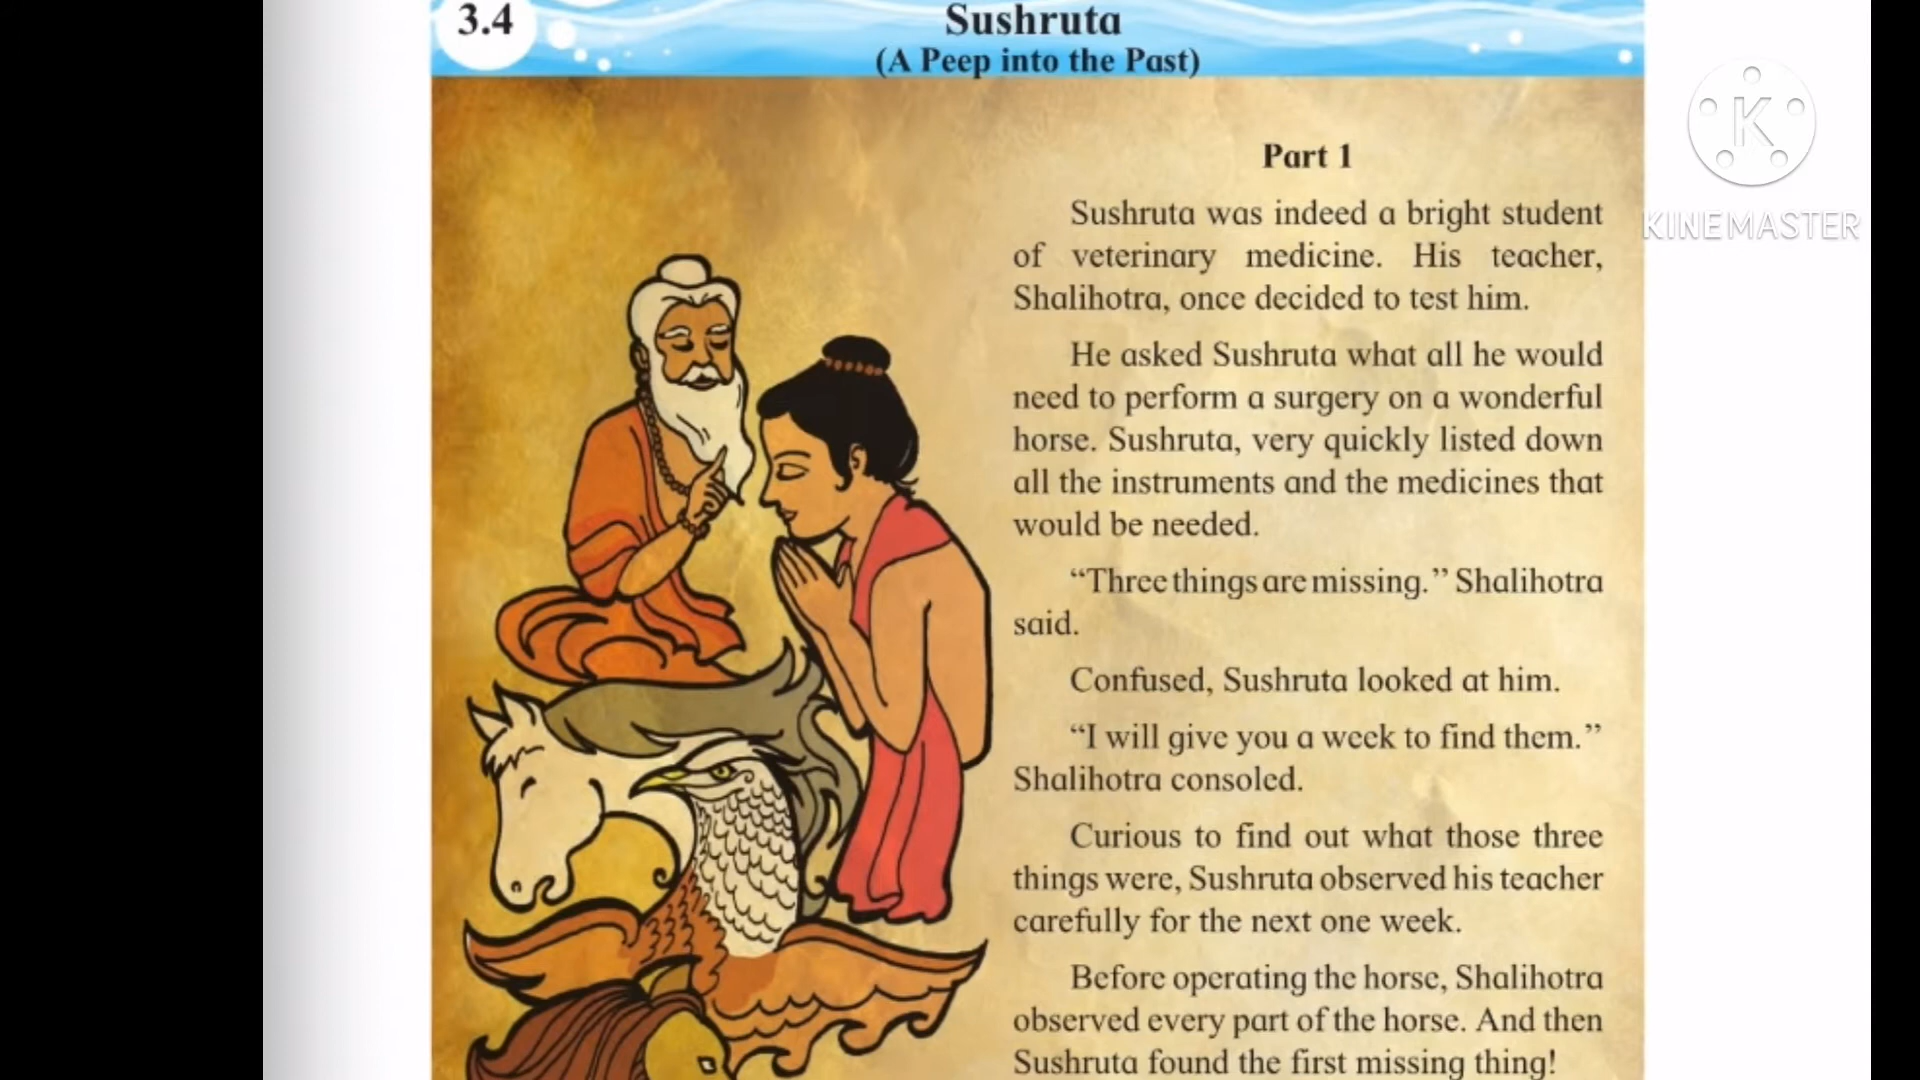 3.4
Sushruta
(A Peep into the Past)
Part 1
Sushruta was indeed a bright student
of veterinary medicine. His teacher,
Shalihotra, once decided to test him.
He asked Sushruta what all he would
need to perform a surgery on a wonderful
horse. Sushruta, very quickly listed down
all the instruments and the medicines that
would be needed.
“Three things are missing.” Shalihotra
said.
Confused, Sushruta looked at him.
“I will give you a week to find them.”
Shalihotra consoled.
Curious to find out what those three
things were, Sushruta observed his teacher
carefully for the next one week.
Before operating the horse, Shalihotra
observed every part of the horse. And then
Sushruta found the first missing thing!
K
KINEMASTER